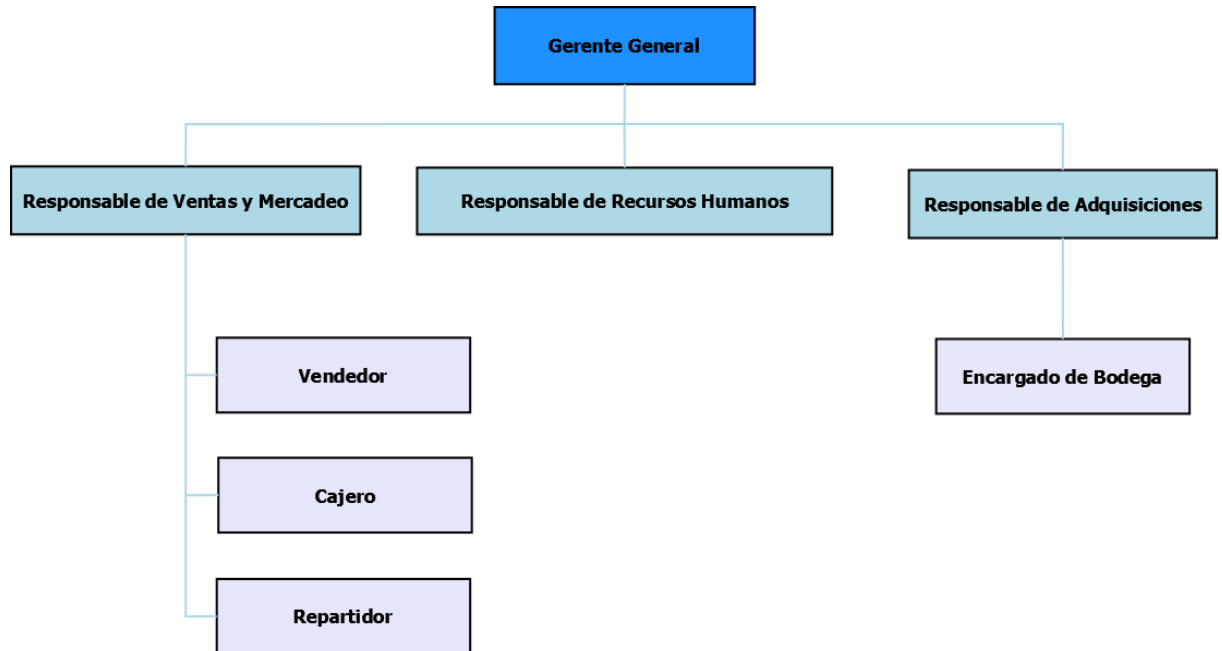 Gerente General
Responsable de Ventas y Mercadeo
Responsable de Recursos Humanos
Responsable de Adquisiciones
Vendedor
Encargado de Bodega
Cajero
Repartidor